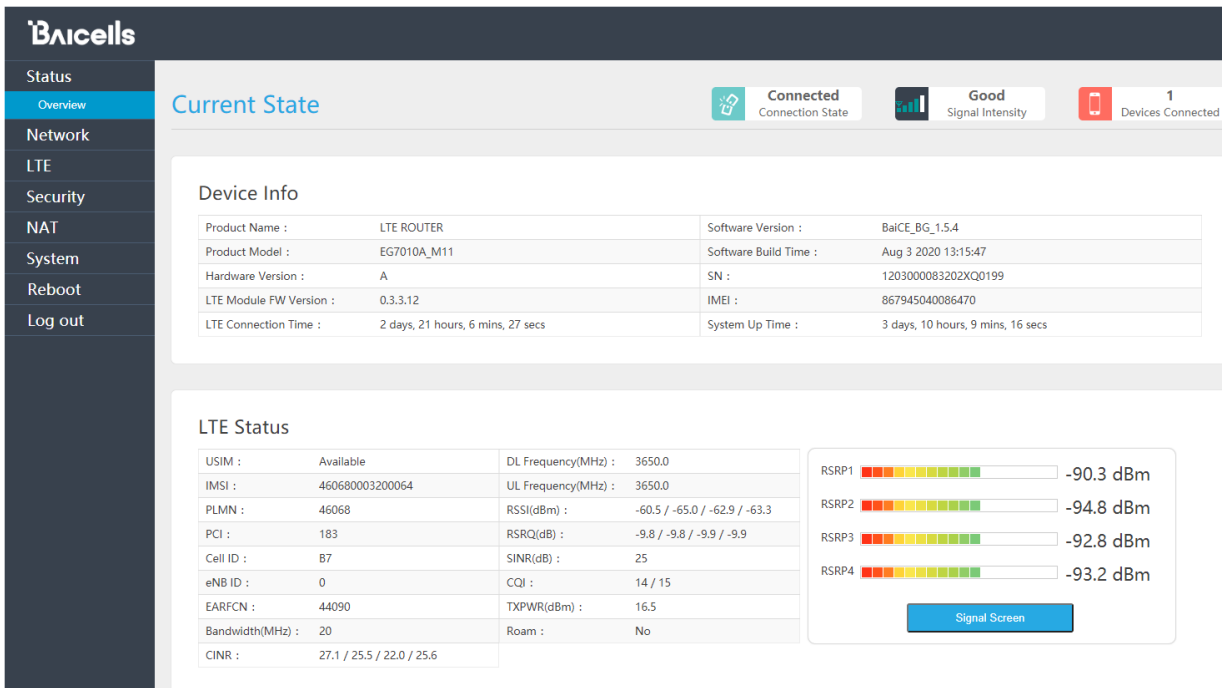 Baicells
Status
Overview
Network
LTE
Security
NAT
System
Reboot
Log out
Current State
Connected
Connection State
Good
Signal Intensity
1
Devices Connected
Device Info
Product Name : LTE ROUTER Software Version : BaiCE_BG_1.5.4
Product Model : EG7010A_M11 Software Build Time : Aug 3 2020 13:15:47
Hardware Version : A SN : 1203000083202XQ0199
LTE Module FW Version : 0.3.3.12 IMEI : 867945040086470
LTE Connection Time : 2 days, 21 hours, 6 mins, 27 secs System Up Time : 3 days, 10 hours, 9 mins, 16 secs
LTE Status
USIM : Available DL Frequency(MHz) : 3650.0
IMSI : 460680003200064 UL Frequency(MHz) : 3650.0
PLMN : 46068 RSSI(dBm) : -60.5 / -65.0 / -62.9 / -63.3
PCI : 183 RSRQ(dB) : -9.8 / -9.8 / -9.9 / -9.9
Cell ID : B7 SINR(dB) : 25
eNB ID : 0 CQI : 14 / 15
EARFCN : 44090 TXPWR(dBm) : 16.5
Bandwidth(MHz) : 20 Roam : No
CINR : 27.1 / 25.5 / 22.0 / 25.6
RSRP1 -90.3 dBm
RSRP2 -94.8 dBm
RSRP3 -92.8 dBm
RSRP4 -93.2 dBm
Signal Screen